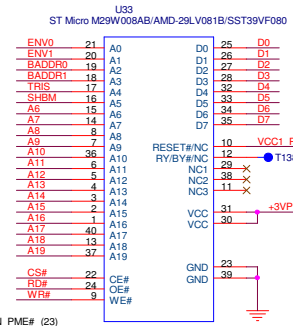 U33
ST Micro M29W008AB/AMD-29LV081B/SST39VF080
ENV0 21 A0 D0 25 D0
ENV1 20 A1 D1 26 D1
BADDR0 19 A2 D2 27 D2
BADDR1 18 A3 D3 28 D3
TRIS 17 A4 D4 32 D4
SHBM 16 A5 D5 33 D5
A6 15 A6 D6 34 D6
A7 14 A7 D7 35 D7
A8 8 A8
A9 7 A9 RESET#/NC 10 VCC1
A10 36 A10 RY/BY#/NC 12
A11 6 A11 NC1 29
A12 5 A12 NC2 38
A13 4 A13 NC3 11
A14 3 A14
A15 2 A15 VCC 31 +3VP
A16 1 A16 VCC 30
A17 40 A17
A18 13 A18
A19 37 A19
GND 23
CS# 22 CE# GND 39
RD# 24 OE#
WR# 9 WE#
PME# (23)